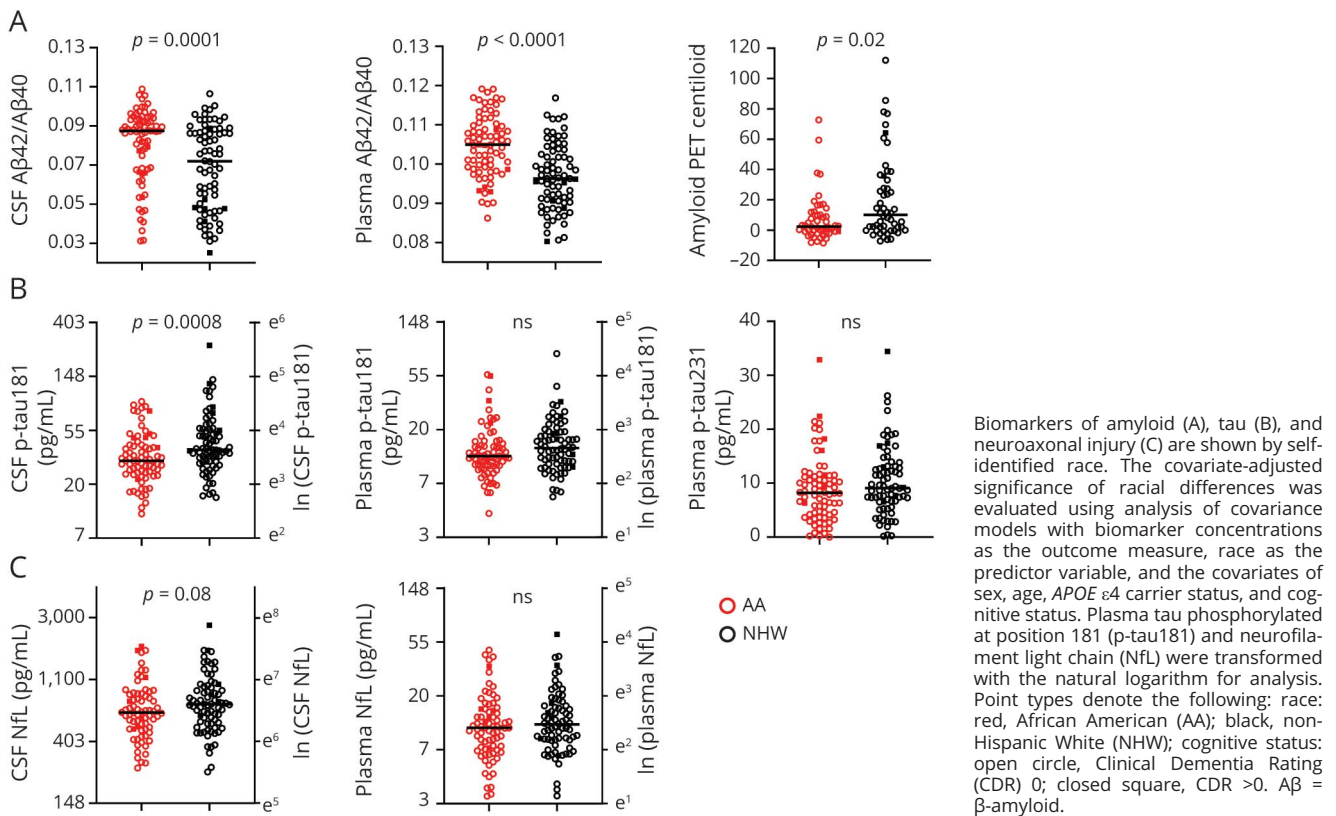 A
p = 0.0001
CSF Aβ42/Aβ40
0.13
0.11
0.09
0.07
0.05
0.03
p < 0.0001
Plasma Aβ42/Aβ40
0.13
0.12
0.11
0.10
0.09
0.08
p = 0.02
Amyloid PET centiloid
120
100
80
60
40
20
0
–20
B
p = 0.0008
CSF p-tau181
(pg/mL)
403
148
55
20
7
e⁶
e⁵
e⁴
e³
e²
ln (CSF p-tau181)
ns
Plasma p-tau181
(pg/mL)
148
55
20
7
3
e⁵
e⁴
e³
e²
e¹
ln (plasma p-tau181)
ns
Plasma p-tau231
(pg/mL)
40
30
20
10
0
C
p = 0.08
CSF NfL (pg/mL)
3,000
1,100
403
148
e⁸
e⁷
e⁶
e⁵
ln (CSF NfL)
ns
Plasma NfL (pg/mL)
148
55
20
7
3
e⁵
e⁴
e³
e²
e¹
ln (plasma NfL)
AA
NHW
Biomarkers of amyloid (A), tau (B), and
neuroaxonal injury (C) are shown by self-
identified race. The covariate-adjusted
significance of racial differences was
evaluated using analysis of covariance
models with biomarker concentrations
as the outcome measure, race as the
predictor variable, and the covariates of
sex, age, APOE ε4 carrier status, and cog-
nitive status. Plasma tau phosphorylated
at position 181 (p-tau181) and neurofila-
ment light chain (NfL) were transformed
with the natural logarithm for analysis.
Point types denote the following: race:
red, African American (AA); black, non-
Hispanic White (NHW); cognitive status:
open circle, Clinical Dementia Rating
(CDR) 0; closed square, CDR >0. Aβ =
β-amyloid.